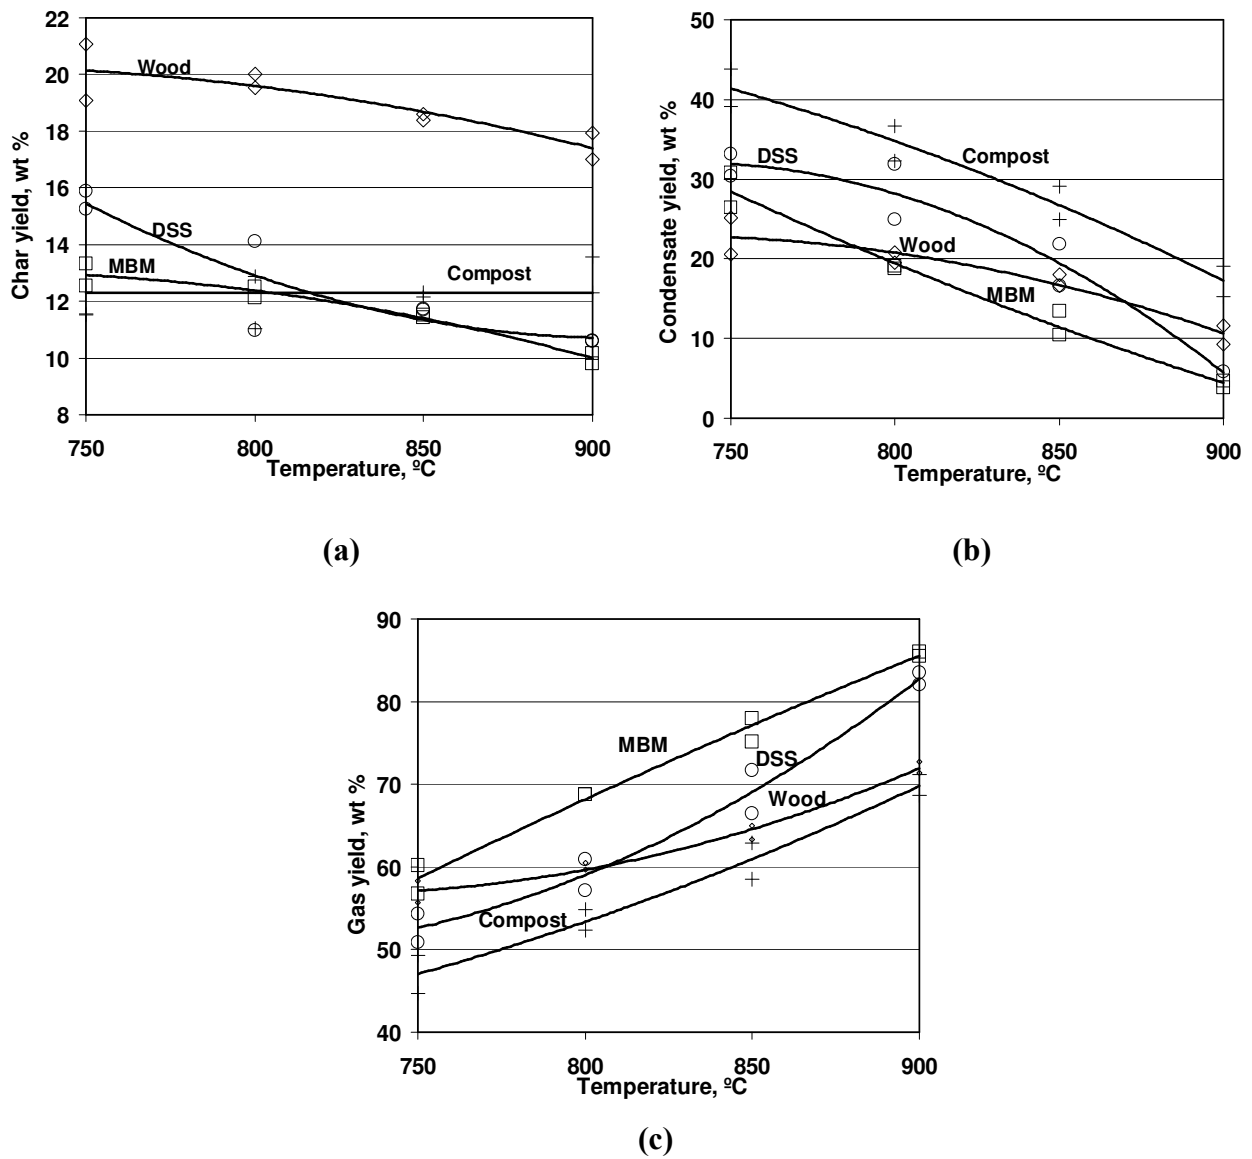 22
20
18
16
14
12
10
8
Char yield, wt %
Wood
DSS
MBM
Compost
750 800 850 900
Temperature, ºC
(a)
50
40
30
20
10
0
Condensate yield, wt %
DSS
Compost
Wood
MBM
750 800 850 900
Temperature, ºC
(b)
90
80
70
60
50
40
Gas yield, wt %
MBM
DSS
Wood
Compost
750 800 850 900
Temperature, ºC
(c)